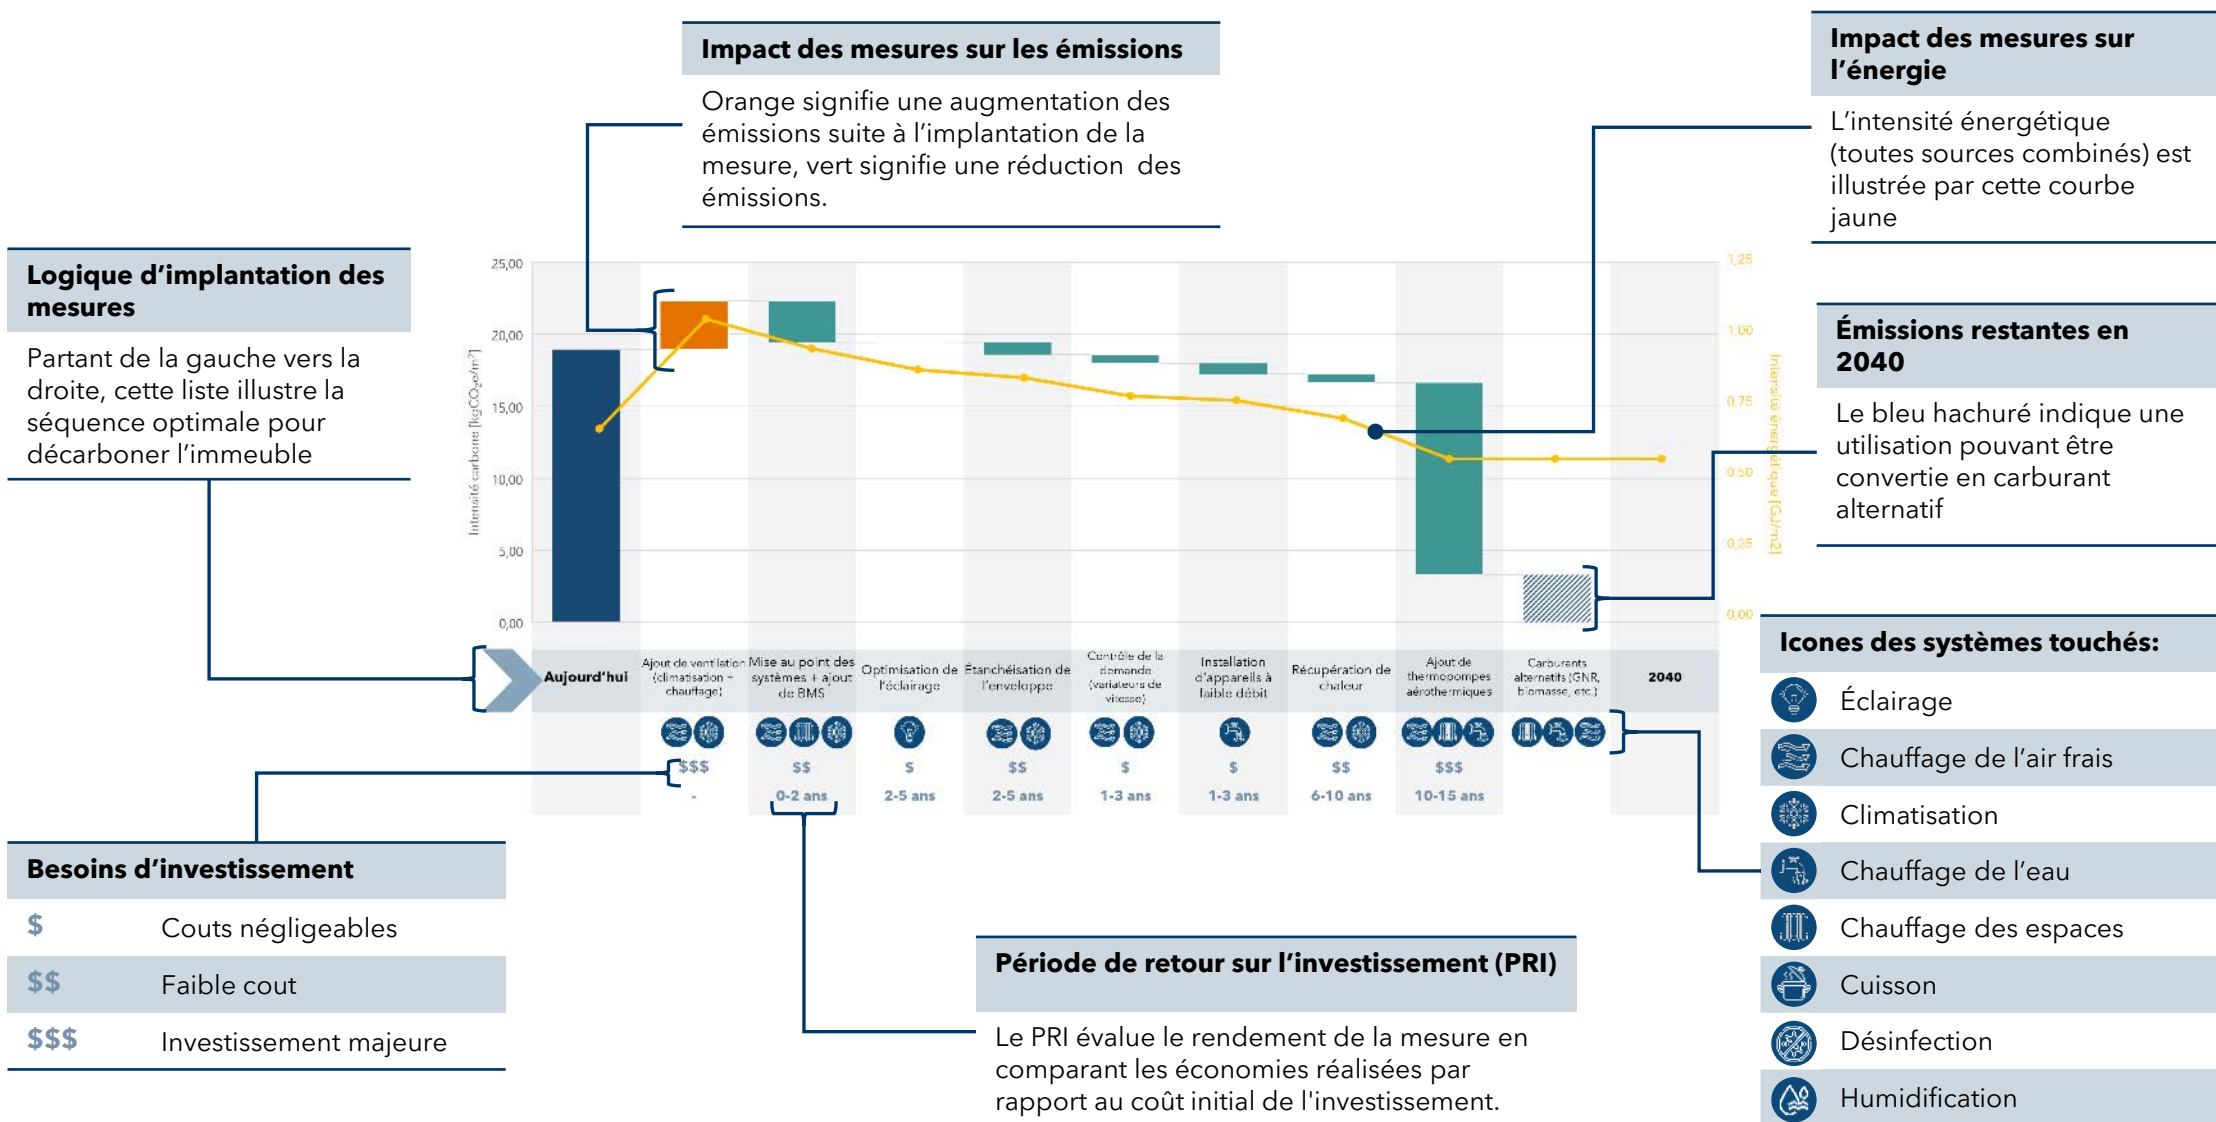 Impact des mesures sur les émissions
Orange signifie une augmentation des
émissions suite à l'implantation de la
mesure, vert signifie une réduction des
émissions.
Impact des mesures sur
l'énergie
L'intensité énergétique
(toutes sources combinés) est
illustrée par cette courbe
jaune
Logique d'implantation des
mesures
Partant de la gauche vers la
droite, cette liste illustre la
séquence optimale pour
décarboner l'immeuble
Émissions restantes en
2040
Le bleu hachuré indique une
utilisation pouvant être
convertie en carburant
alternatif
Intensité carbone [kgCO₂e/m²]
25,00
20,00
15,00
10,00
5,00
0,00
1,25
1,00
0,75
0,50
0,25
0,00
Intensité énergétique [GJ/m2]
Aujourd'hui
Ajout de ventilation
(climatisation +
chauffage)
Mise au point des
systèmes + ajout
de BMS
Optimisation de
l'éclairage
Étanchéisation de
l'enveloppe
Contrôle de la
demande
(variateurs de
vitesse)
Installation
d'appareils à
faible débit
Récupération de
chaleur
Ajout de
thermopompes
aérothermiques
Carburants
alternatifs (GNR,
biomasse, etc.)
2040
$$$ $$ $ $$ $ $ $$ $$$
- 0-2 ans 2-5 ans 2-5 ans 1-3 ans 1-3 ans 6-10 ans 10-15 ans
Icones des systèmes touchés:
Éclairage
Chauffage de l'air frais
Climatisation
Chauffage de l'eau
Chauffage des espaces
Cuisson
Désinfection
Humidification
Besoins d'investissement
$ Couts négligeables
$$ Faible cout
$$$ Investissement majeure
Période de retour sur l'investissement (PRI)
Le PRI évalue le rendement de la mesure en
comparant les économies réalisées par
rapport au coût initial de l'investissement.